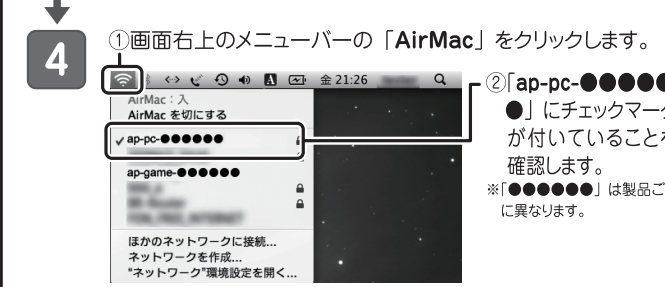 4
①画面右上のメニューバーの「AirMac」をクリックします。
金 21:26
AirMac：入
AirMac を切にする
✓ ap-pc-●●●●●●
ap-game-●●●●●●
ほかのネットワークに接続...
ネットワークを作成...
"ネットワーク"環境設定を開く...
②「ap-pc-●●●●●
●」にチェックマーク
が付いていることを
確認します。
※「●●●●●●」は製品ご
に異なります。